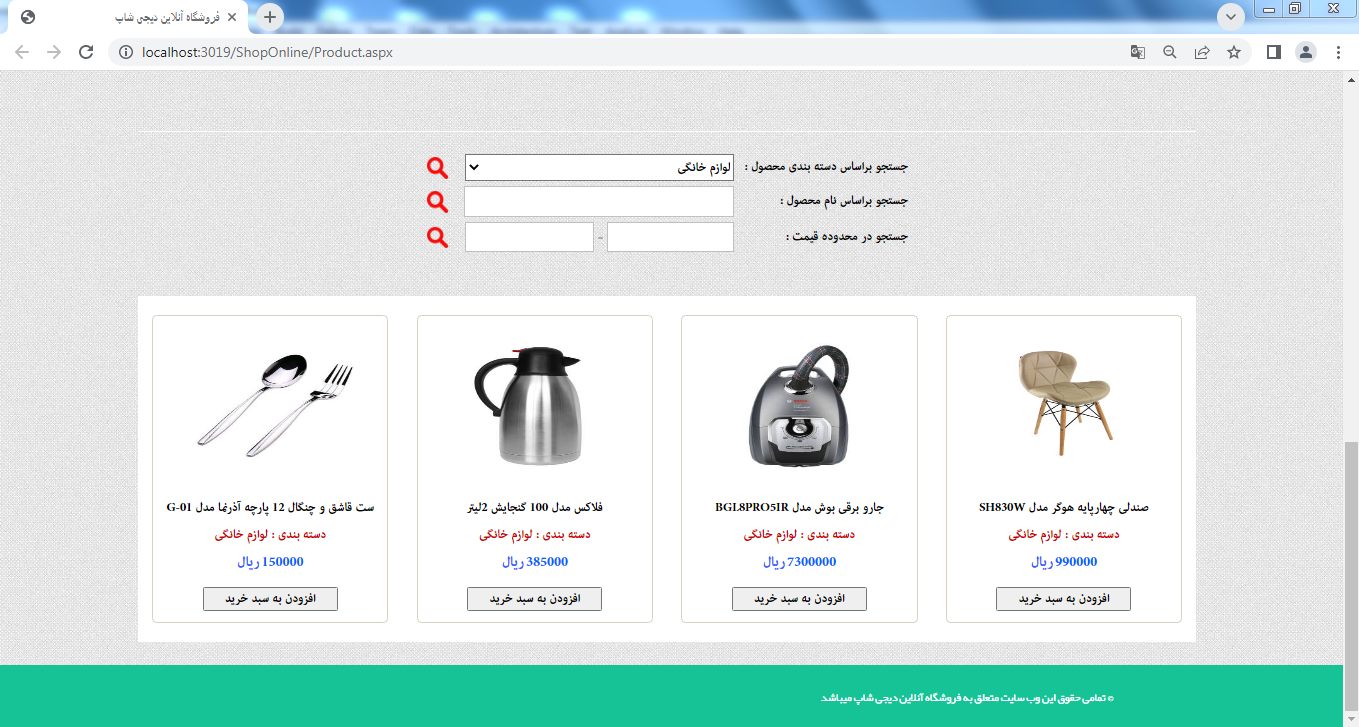 فروشگاه آنلاین دیجی شاپ
localhost:3019/ShopOnline/Product.aspx
جستجو براساس دسته بندی محصول :
لوازم خانگی
جستجو براساس نام محصول :
جستجو در محدوده قیمت :
-
صندلی چهارپایه هوگر مدل SH830W
دسته بندی : لوازم خانگی
990000 ریال
افزودن به سبد خرید
جارو برقی بوش مدل BGL8PRO5IR
دسته بندی : لوازم خانگی
7300000 ریال
افزودن به سبد خرید
فلاکس مدل 100 گنجایش 2لیتر
دسته بندی : لوازم خانگی
385000 ریال
افزودن به سبد خرید
ست قاشق و چنگال 12 پارچه آذرنما مدل G-01
دسته بندی : لوازم خانگی
150000 ریال
افزودن به سبد خرید
© تمامی حقوق این وب سایت متعلق به فروشگاه آنلاین دیجی شاپ میباشد